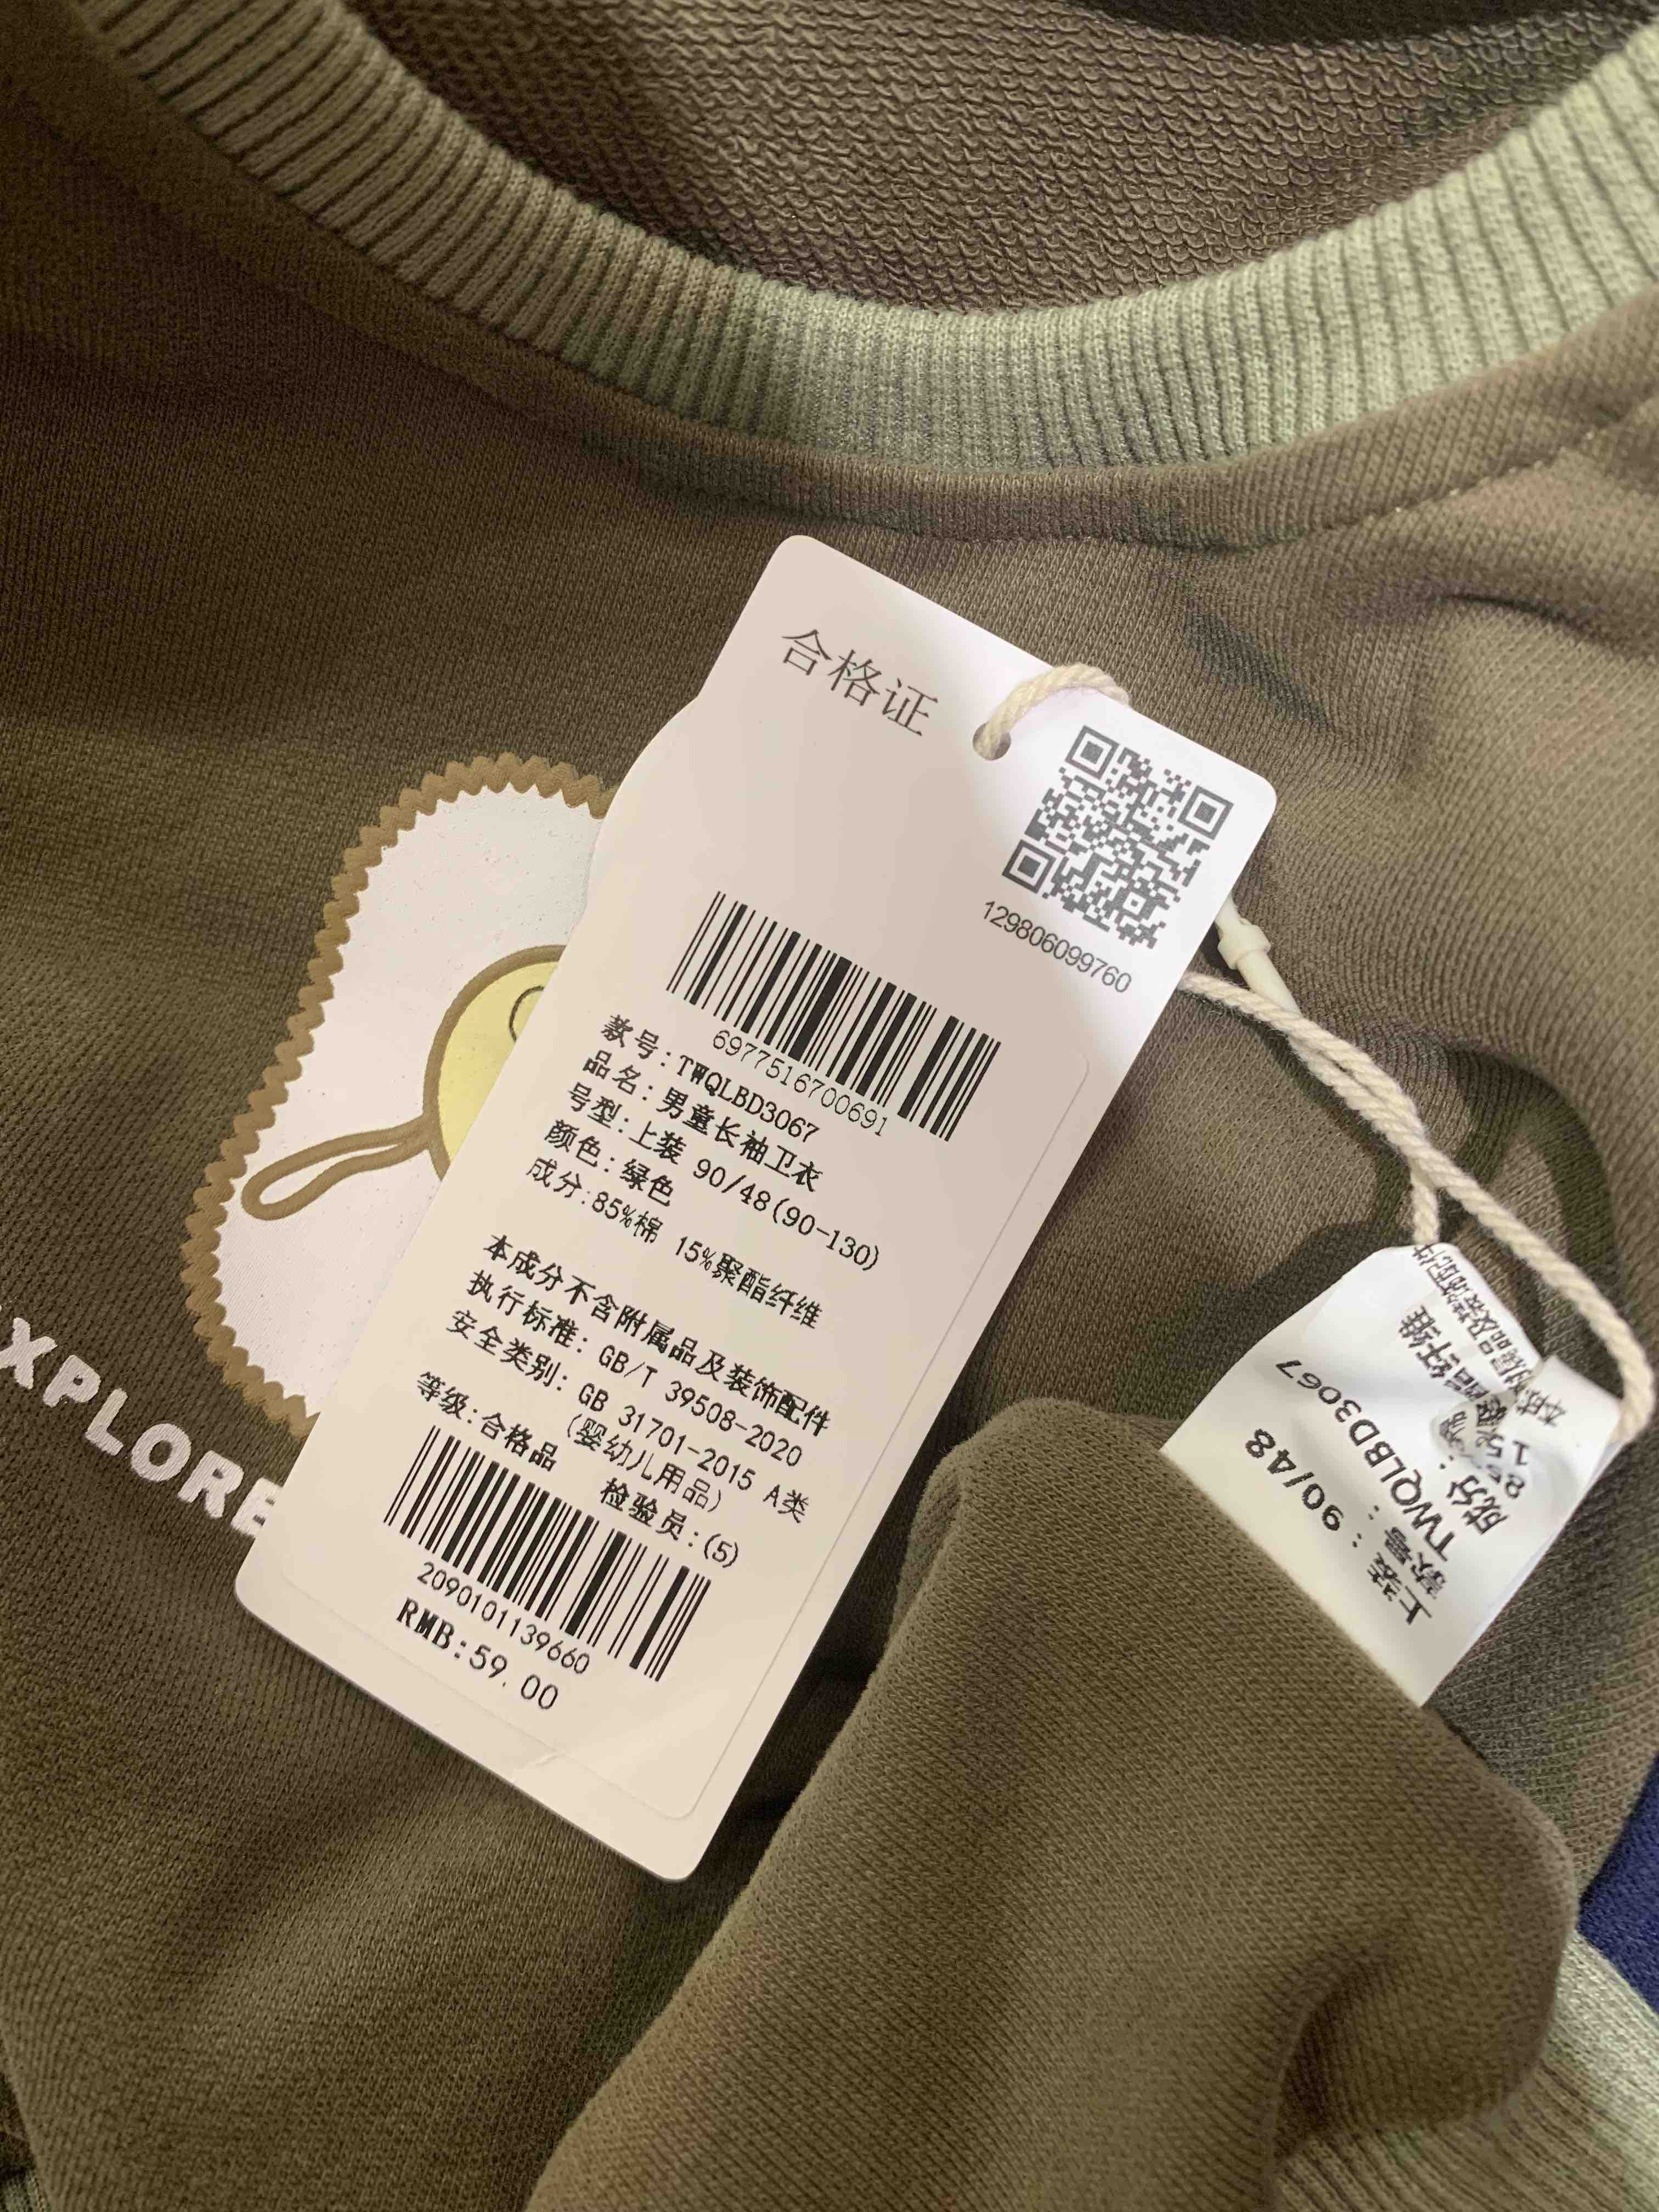 合格证
129806099760
6977516700691
款号:TWQLBD3067
品名:男童长袖卫衣
号型:上装 90/48(90-130)
颜色:绿色
成分:85%棉 15%聚酯纤维
本成分不含附属品及装饰配件
执行标准: GB/T 39508-2020
安全类别: GB 31701-2015 A类
(婴幼儿用品)
等级:合格品
检验员:(5)
2090101139660
RMB:59.00
XPLORE
上装: 90/48
款号:
TWQLBD3067
成分: